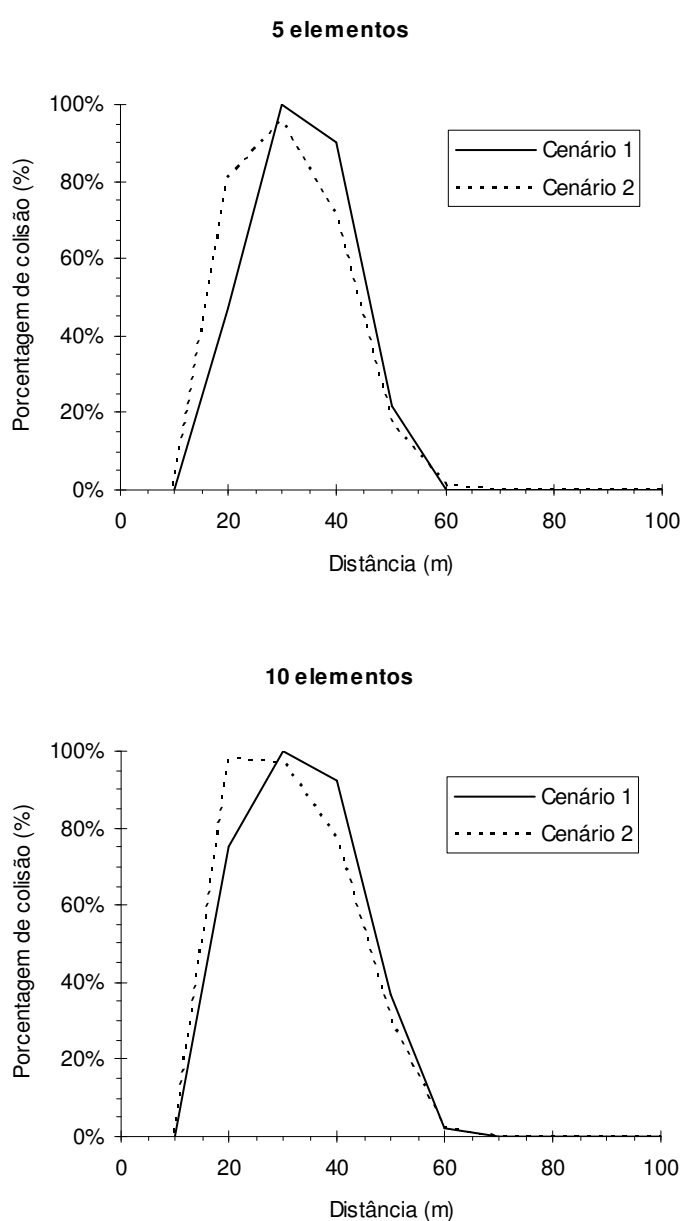 5 elementos
100%
80%
60%
40%
20%
0%
Porcentagem de colisão (%)
Cenário 1
Cenário 2
0 20 40 60 80 100
Distância (m)
10 elementos
100%
80%
60%
40%
20%
0%
Porcentagem de colisão (%)
Cenário 1
Cenário 2
0 20 40 60 80 100
Distância (m)